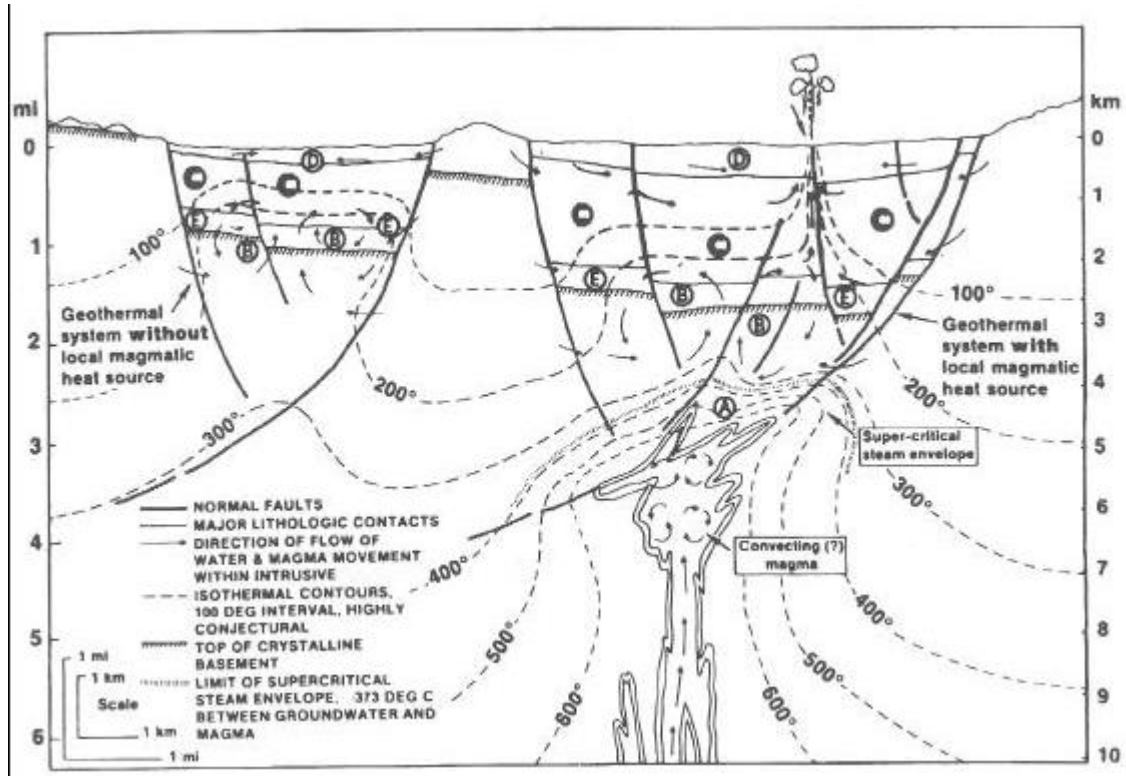 mi
km
0
1
2
3
4
5
6
0
1
2
3
4
5
6
7
8
9
10
D
D
E
B
B
E
E
B
B
E
A
100°
200°
300°
400°
500°
600°
600°
500°
400°
300°
200°
100°
Geothermal
system without
local magmatic
heat source
Geothermal
system with
local magmatic
heat source
Super-critical
steam envelope
Convecting (?)
magma
NORMAL FAULTS
MAJOR LITHOLOGIC CONTACTS
DIRECTION OF FLOW OF
WATER & MAGMA MOVEMENT
WITHIN INTRUSIVE
ISOTHERMAL CONTOURS,
100 DEG INTERVAL, HIGHLY
CONJECTURAL
TOP OF CRYSTALLINE
BASEMENT
LIMIT OF SUPERCRITICAL
STEAM ENVELOPE, 373 DEG C
BETWEEN GROUNDWATER AND
MAGMA
1 mi
1 km
Scale
1 km
1 mi